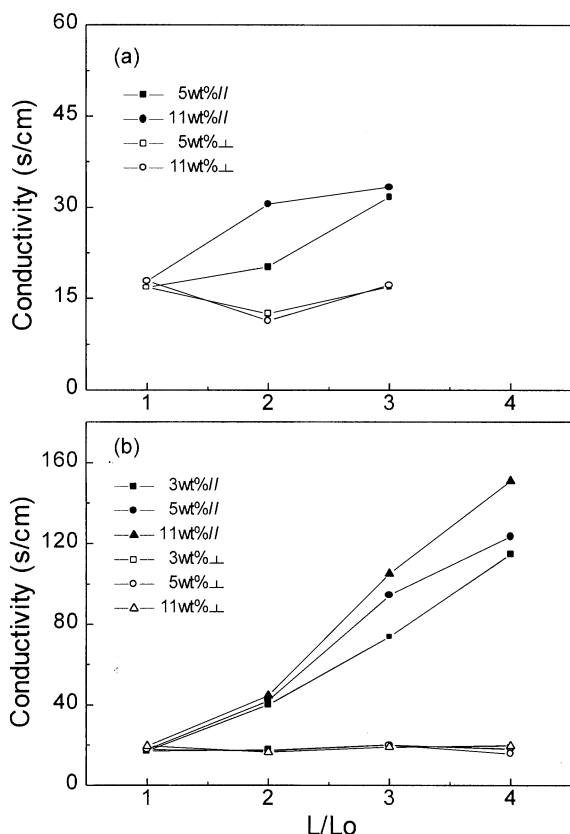 60
(a)
5wt%//
11wt%//
5wt%⊥
11wt%⊥
45
30
15
0
Conductivity (s/cm)
1 2 3 4
(b)
3wt%//
5wt%//
11wt%//
3wt%⊥
5wt%⊥
11wt%⊥
160
120
80
40
0
Conductivity (s/cm)
1 2 3 4
L/Lo